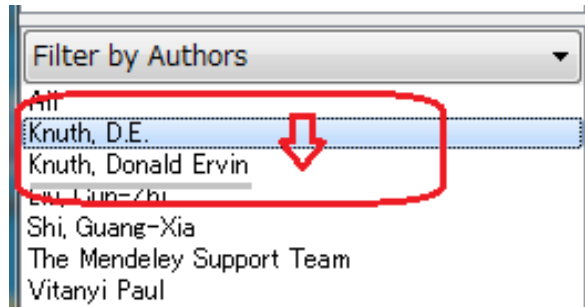 Filter by Authors
All
Knuth, D.E.
Knuth, Donald Ervin
Shi, Guang-Xia
The Mendeley Support Team
Vitanyi Paul